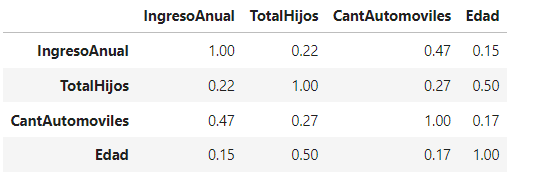 IngresoAnual TotalHijos CantAutomoviles Edad
IngresoAnual 1.00 0.22 0.47 0.15
TotalHijos 0.22 1.00 0.27 0.50
CantAutomoviles 0.47 0.27 1.00 0.17
Edad 0.15 0.50 0.17 1.00